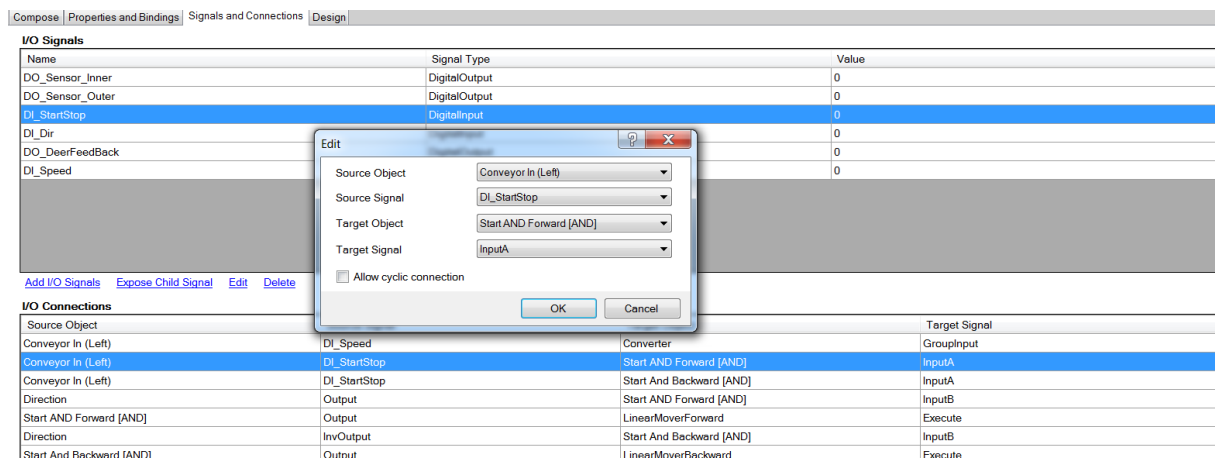 Compose Properties and Bindings Signals and Connections Design
I/O Signals
Name Signal Type Value
DO_Sensor_Inner DigitalOutput 0
DO_Sensor_Outer DigitalOutput 0
DI_StartStop DigitalInput 0
DI_Dir 0
DO_DeerFeedBack 0
DI_Speed 0
Edit
Source Object Conveyor In (Left)
Source Signal DI_StartStop
Target Object Start AND Forward [AND]
Target Signal InputA
Allow cyclic connection
OK Cancel
Add I/O Signals Expose Child Signal Edit Delete
I/O Connections
Source Object Target Signal
Conveyor In (Left) DI_Speed Converter GroupInput
Conveyor In (Left) DI_StartStop Start AND Forward [AND] InputA
Conveyor In (Left) DI_StartStop Start And Backward [AND] InputA
Direction Output Start AND Forward [AND] InputB
Start AND Forward [AND] Output LinearMoverForward Execute
Direction InvOutput Start And Backward [AND] InputB
Start And Backward [AND] Output LinearMoverBackward Execute